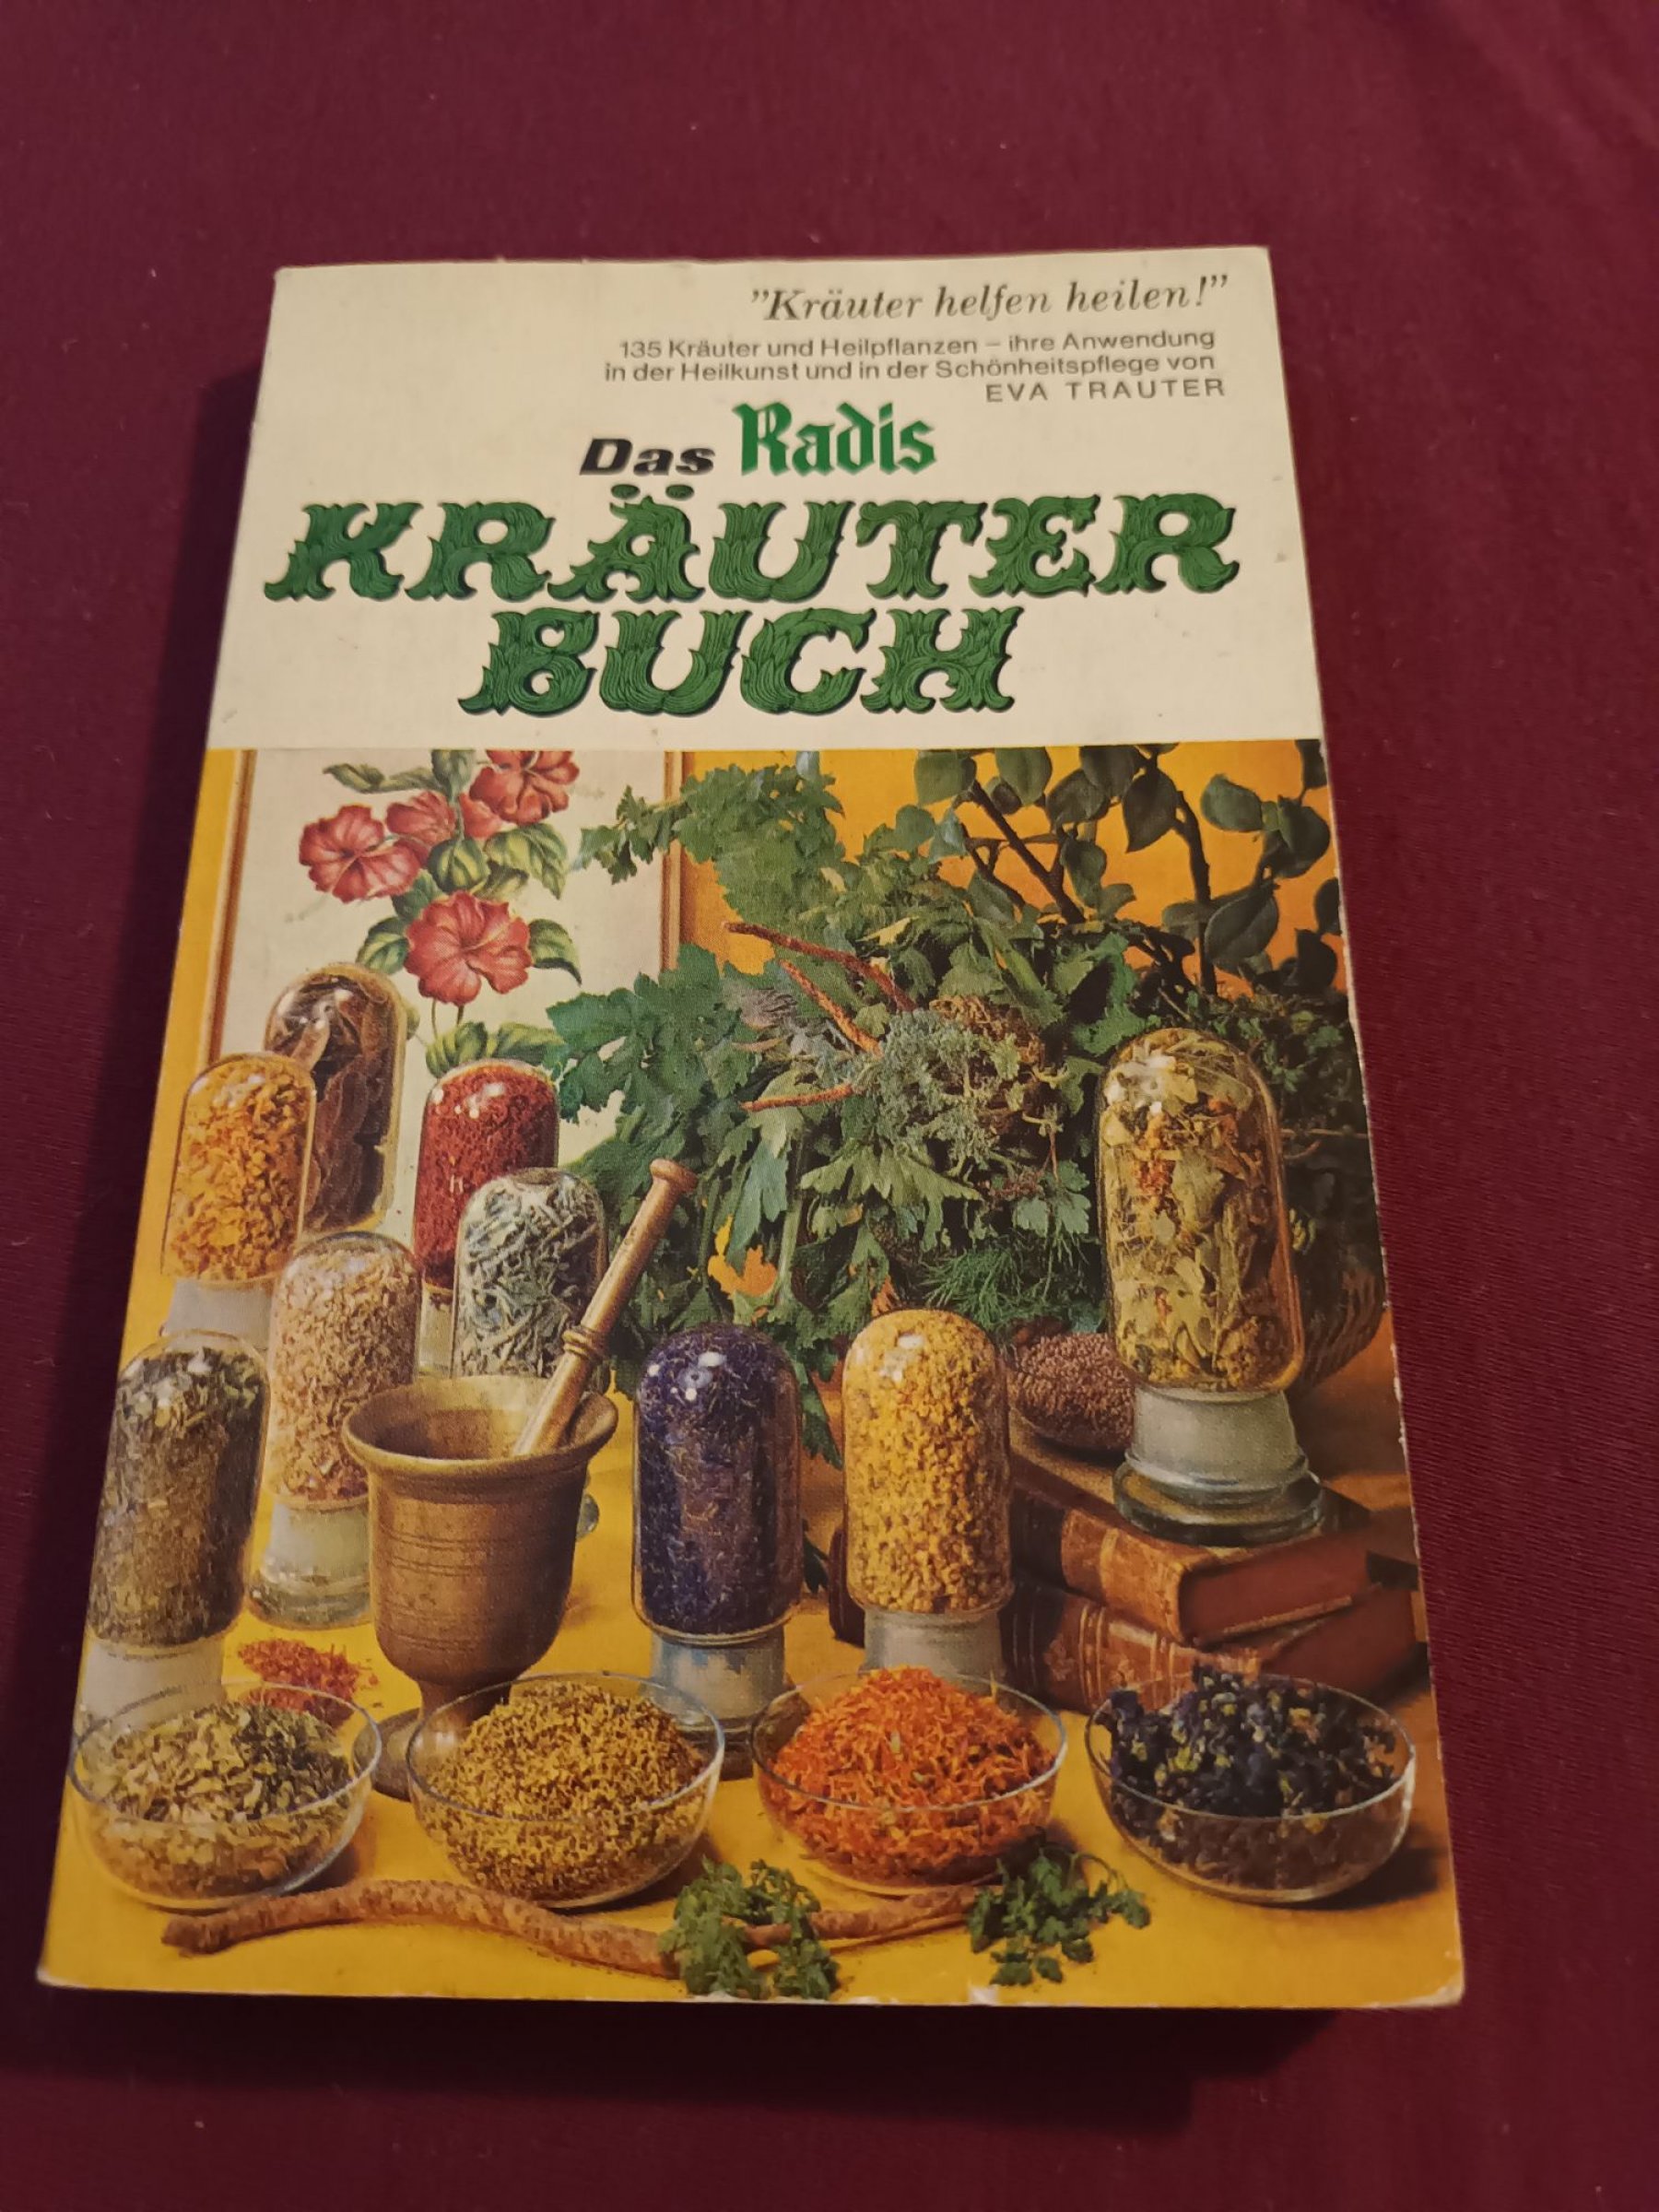 "Kräuter helfen heilen!"
135 Kräuter und Heilpflanzen – ihre Anwendung
in der Heilkunst und in der Schönheitspflege von
EVA TRAUTER
Das Radis
KRÄUTER
BUCH